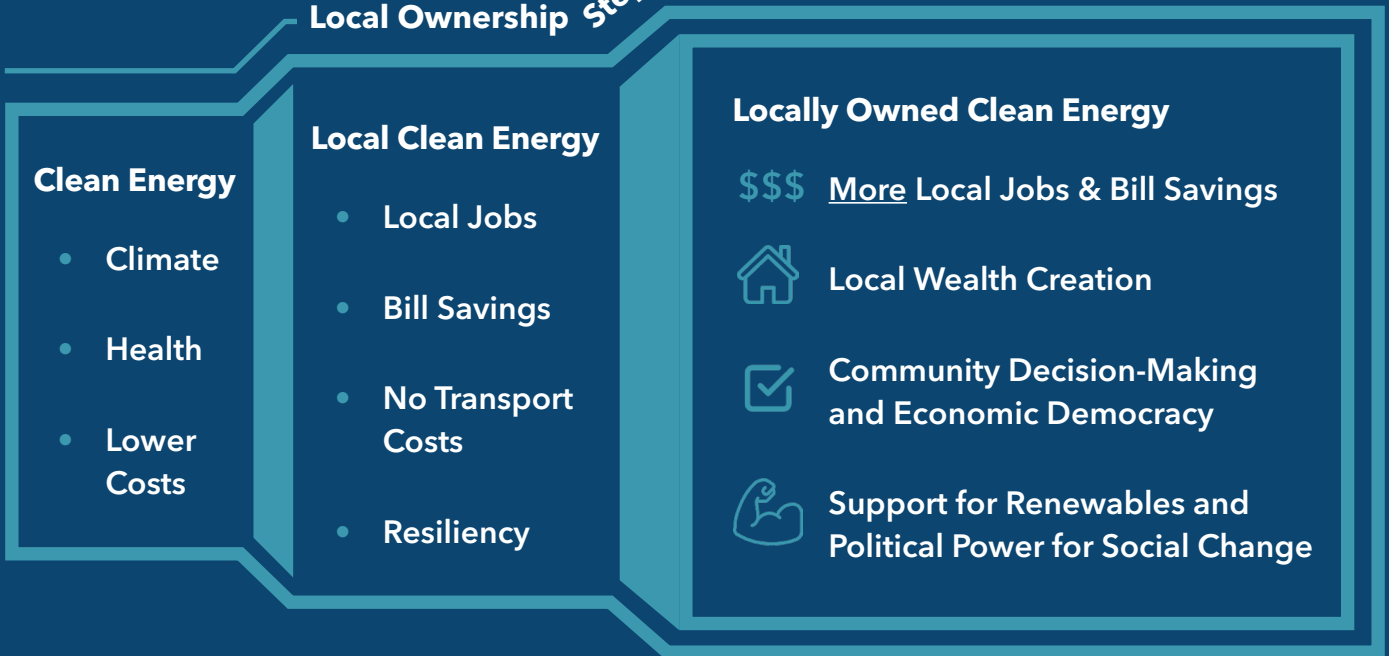 Local Ownership
Clean Energy
Climate
Health
Lower
Costs
Local Clean Energy
Local Jobs
Bill Savings
No Transport
Costs
Resiliency
Locally Owned Clean Energy
$$$ More Local Jobs & Bill Savings
Local Wealth Creation
Community Decision-Making
and Economic Democracy
Support for Renewables and
Political Power for Social Change